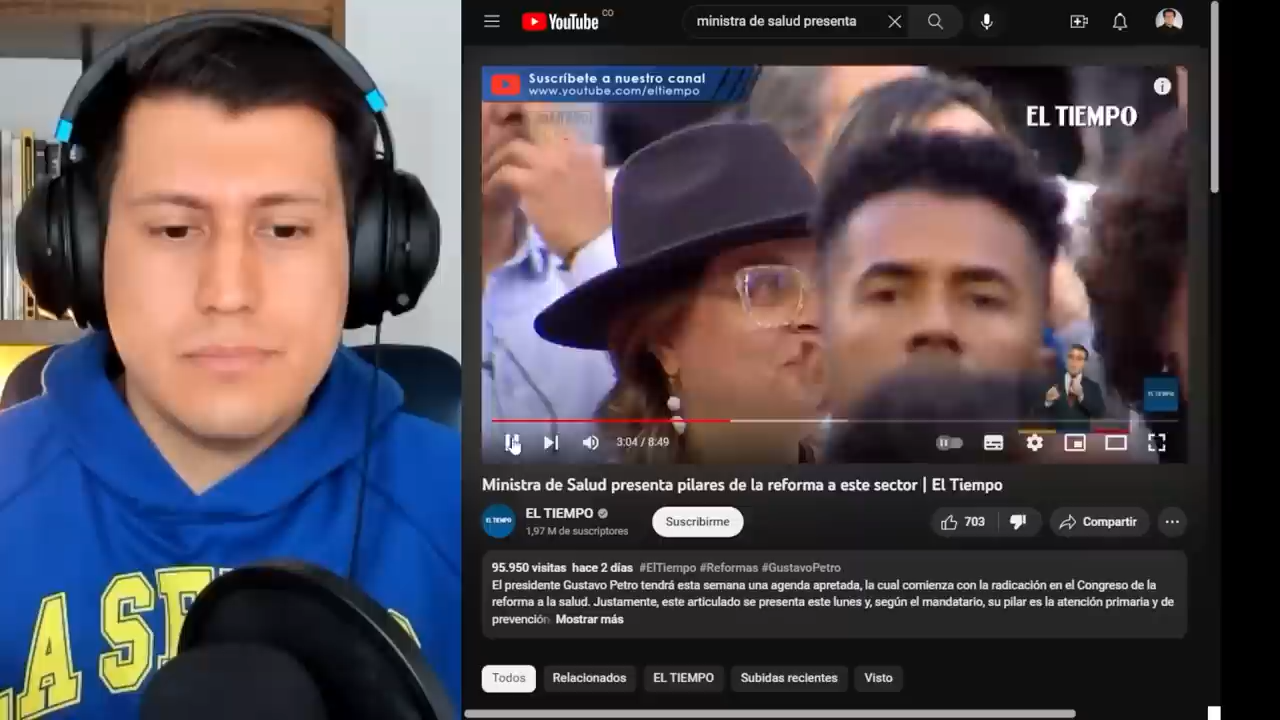 YouTube CO
ministra de salud presenta
Suscríbete a nuestro canal
www.youtube.com/eltiempo
EL TIEMPO
EL TIEMPO
3:04 / 8:49
Ministra de Salud presenta pilares de la reforma a este sector | El Tiempo
EL TIEMPO
EL TIEMPO
1,97 M de suscriptores
Suscribirme
703
Compartir
95.950 visitas hace 2 días #ElTiempo #Reformas #GustavoPetro
El presidente Gustavo Petro tendrá esta semana una agenda apretada, la cual comienza con la radicación en el Congreso de la
reforma a la salud. Justamente, este articulado se presenta este lunes y, según el mandatario, su pilar es la atención primaria y de
prevención Mostrar más
Todos
Relacionados
EL TIEMPO
Subidas recientes
Visto